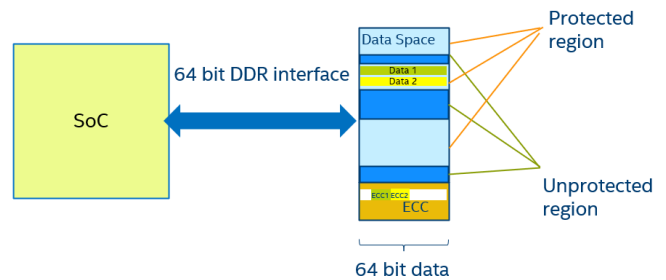 Data Space
Protected
region
64 bit DDR interface
Data 1
Data 2
SoC
Unprotected
region
ECC1 ECC2
ECC
64 bit data